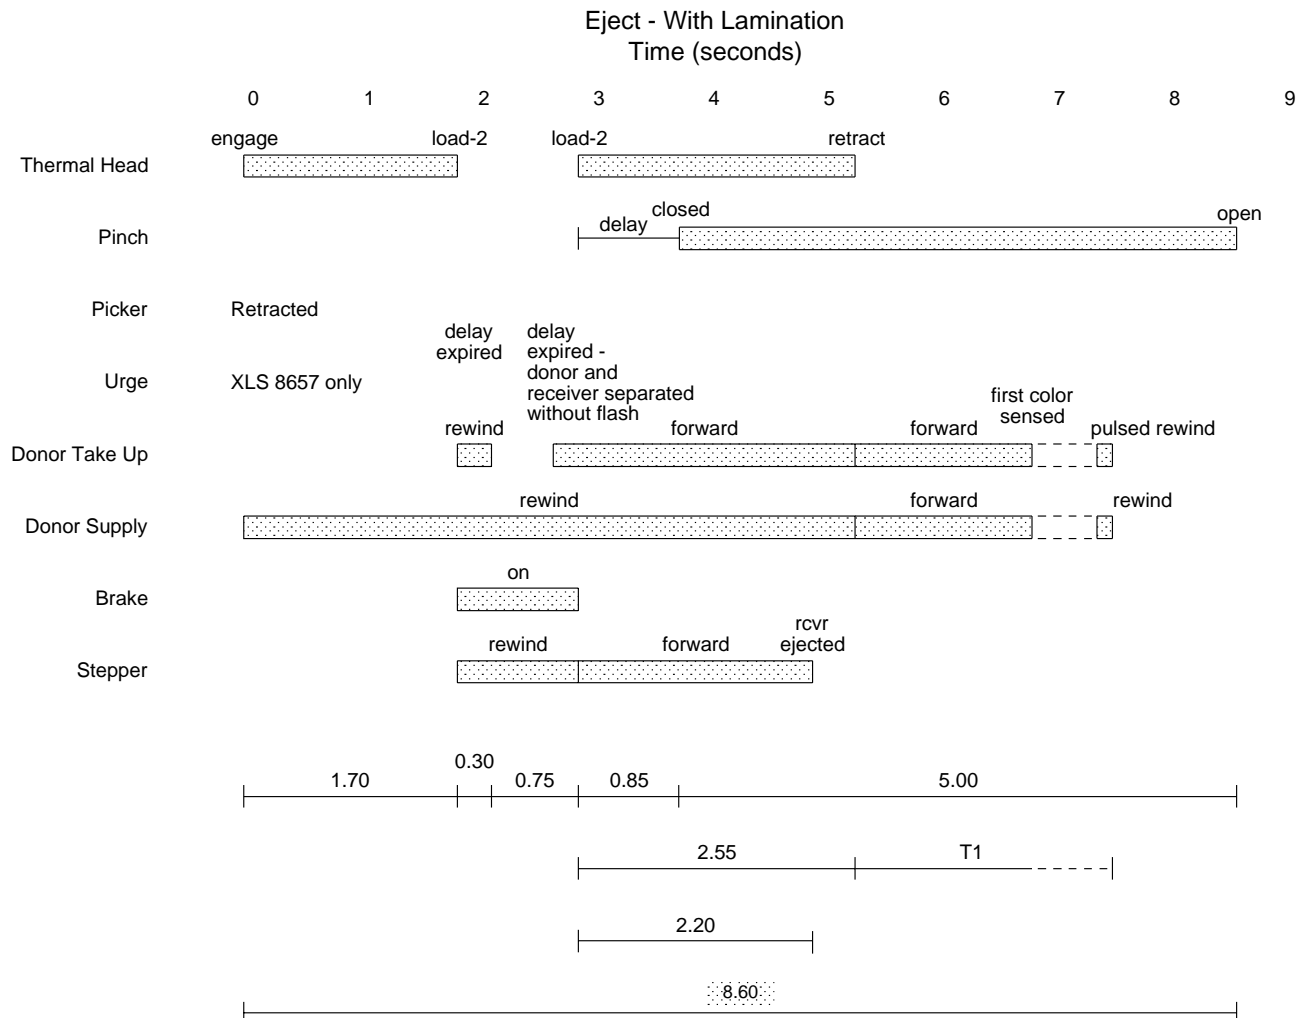 Eject - With Lamination
Time (seconds)
0 1 2 3 4 5 6 7 8 9
engage load-2 load-2 retract
Thermal Head
closed
delay open
Pinch
Picker Retracted
delay
expired
delay
expired -
donor and
receiver separated
without flash
Urge XLS 8657 only
first color
sensed
rewind forward forward pulsed rewind
Donor Take Up
rewind forward rewind
Donor Supply
on
Brake
rcvr
ejected
rewind forward
Stepper
0.30
1.70 0.75 0.85 5.00
2.55 T1
2.20
8.60